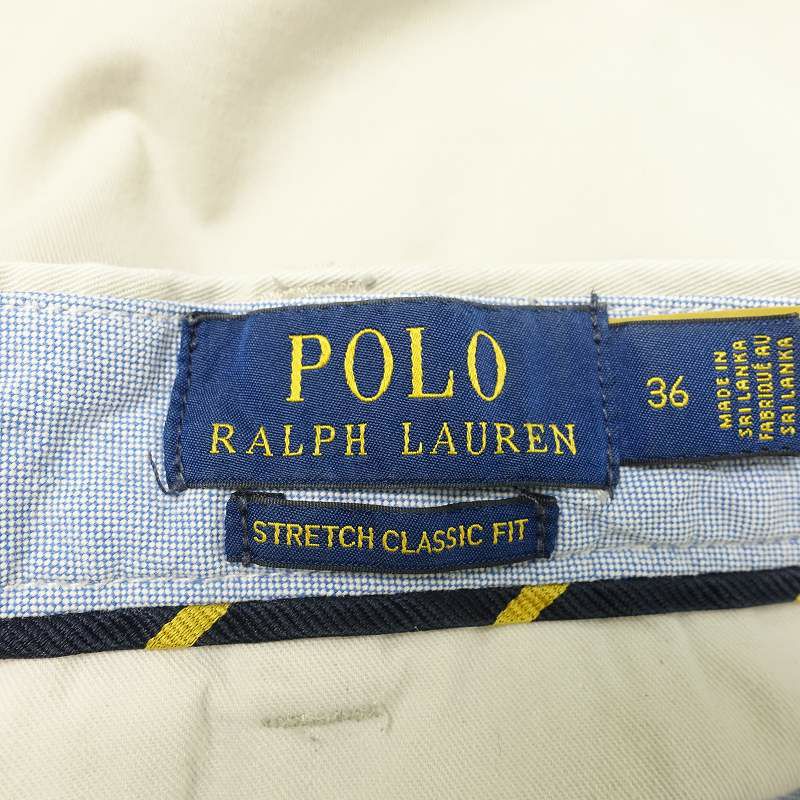 POLO
RALPH LAUREN
STRETCH CLASSIC FIT
36
MADE IN
SRI LANKA
FABRIQUÉ AU
SRI LANKA